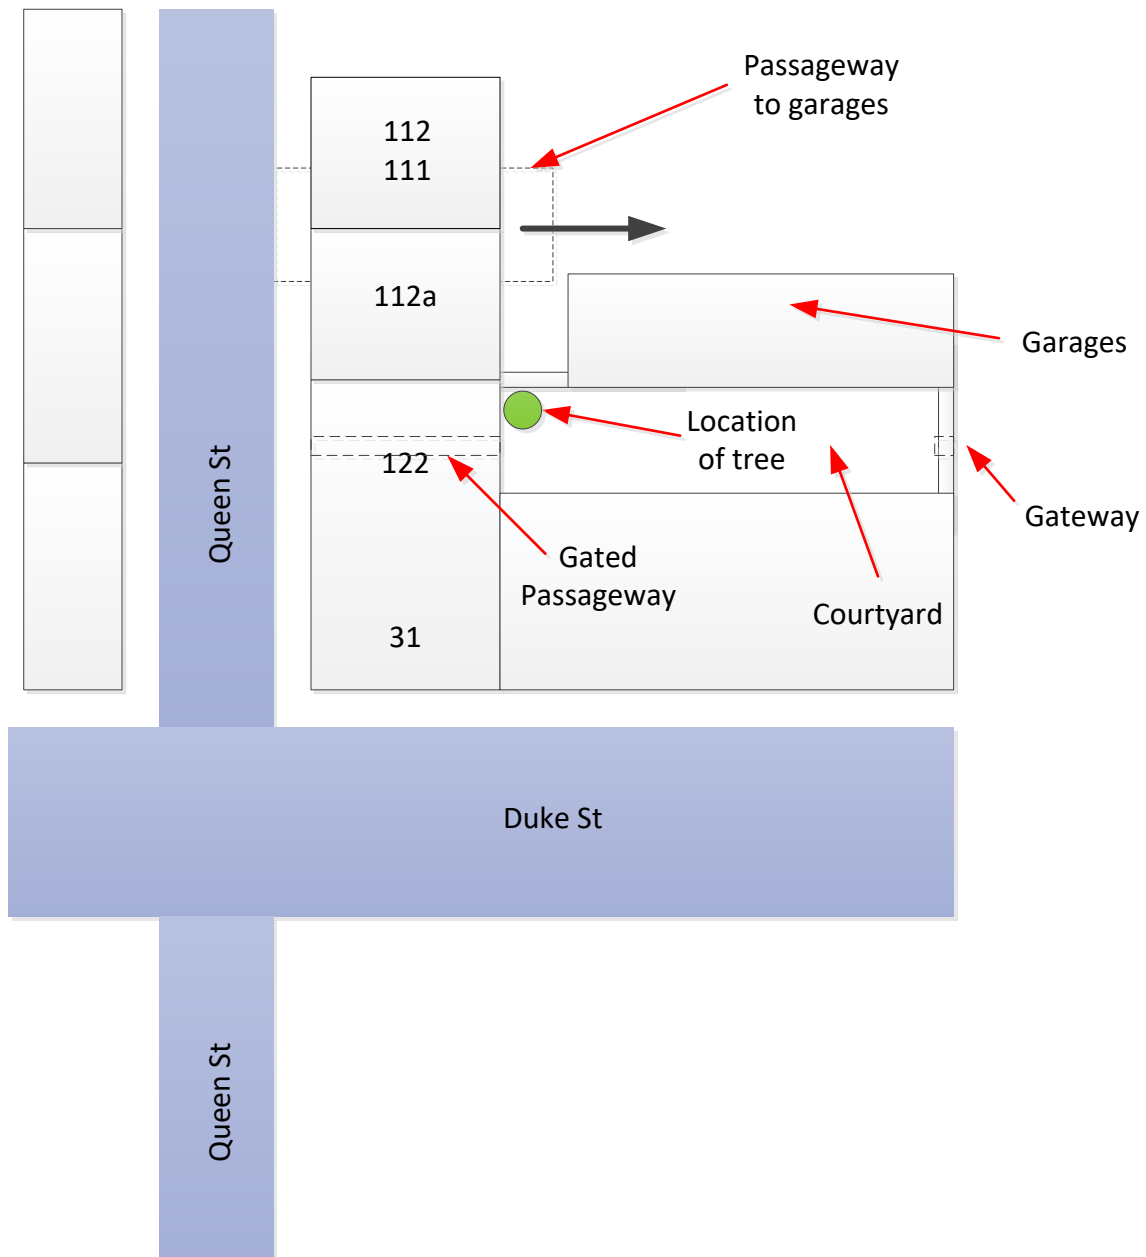 Passageway
to garages
112
111
112a
Garages
Location
of tree
122
Queen St
Gateway
Gated
Passageway
Courtyard
31
Duke St
Queen St